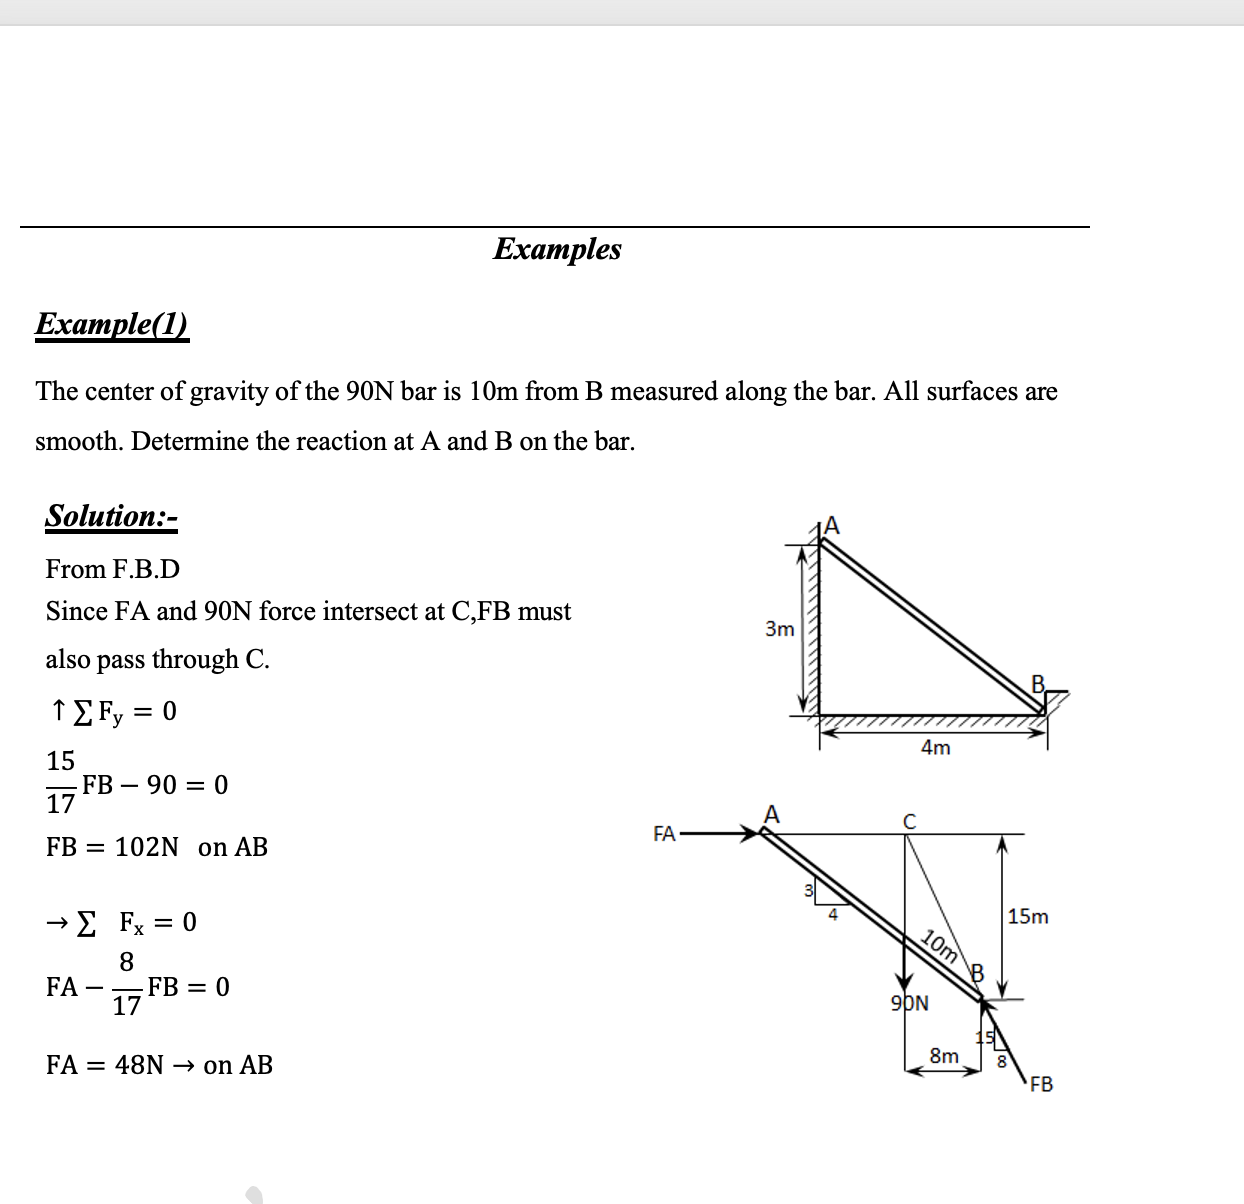 Examples
Example(1)
The center of gravity of the 90N bar is 10m from B measured along the bar. All surfaces are
smooth. Determine the reaction at A and B on the bar.
Solution:-
From F.B.D
Since FA and 90N force intersect at C,FB must
also pass through C.
↑ ∑ Fy = 0
15
FB − 90 = 0
17
FB = 102N on AB
→ ∑ Fx = 0
8
FA − FB = 0
17
FA = 48N → on AB
A
3m
B
4m
FA
A
C
3
4
15m
10m
B
90N
15
8
8m
FB